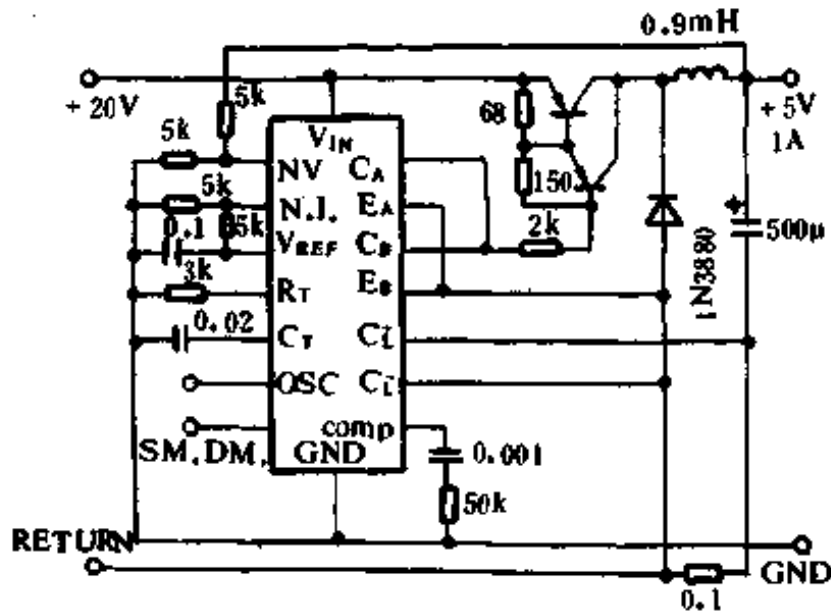 0.9mH
+20V
5k
68
+5V
1A
5k
VIN
NV
CA
150
5k
N.I.
EA
0.1
5k
VREF
CB
2k
500μ
3k
RT
EB
1N3880
0.02
CT
CL
OSC
CL
comp
SM.DM.
GND
0.001
50k
RETURN
GND
0.1